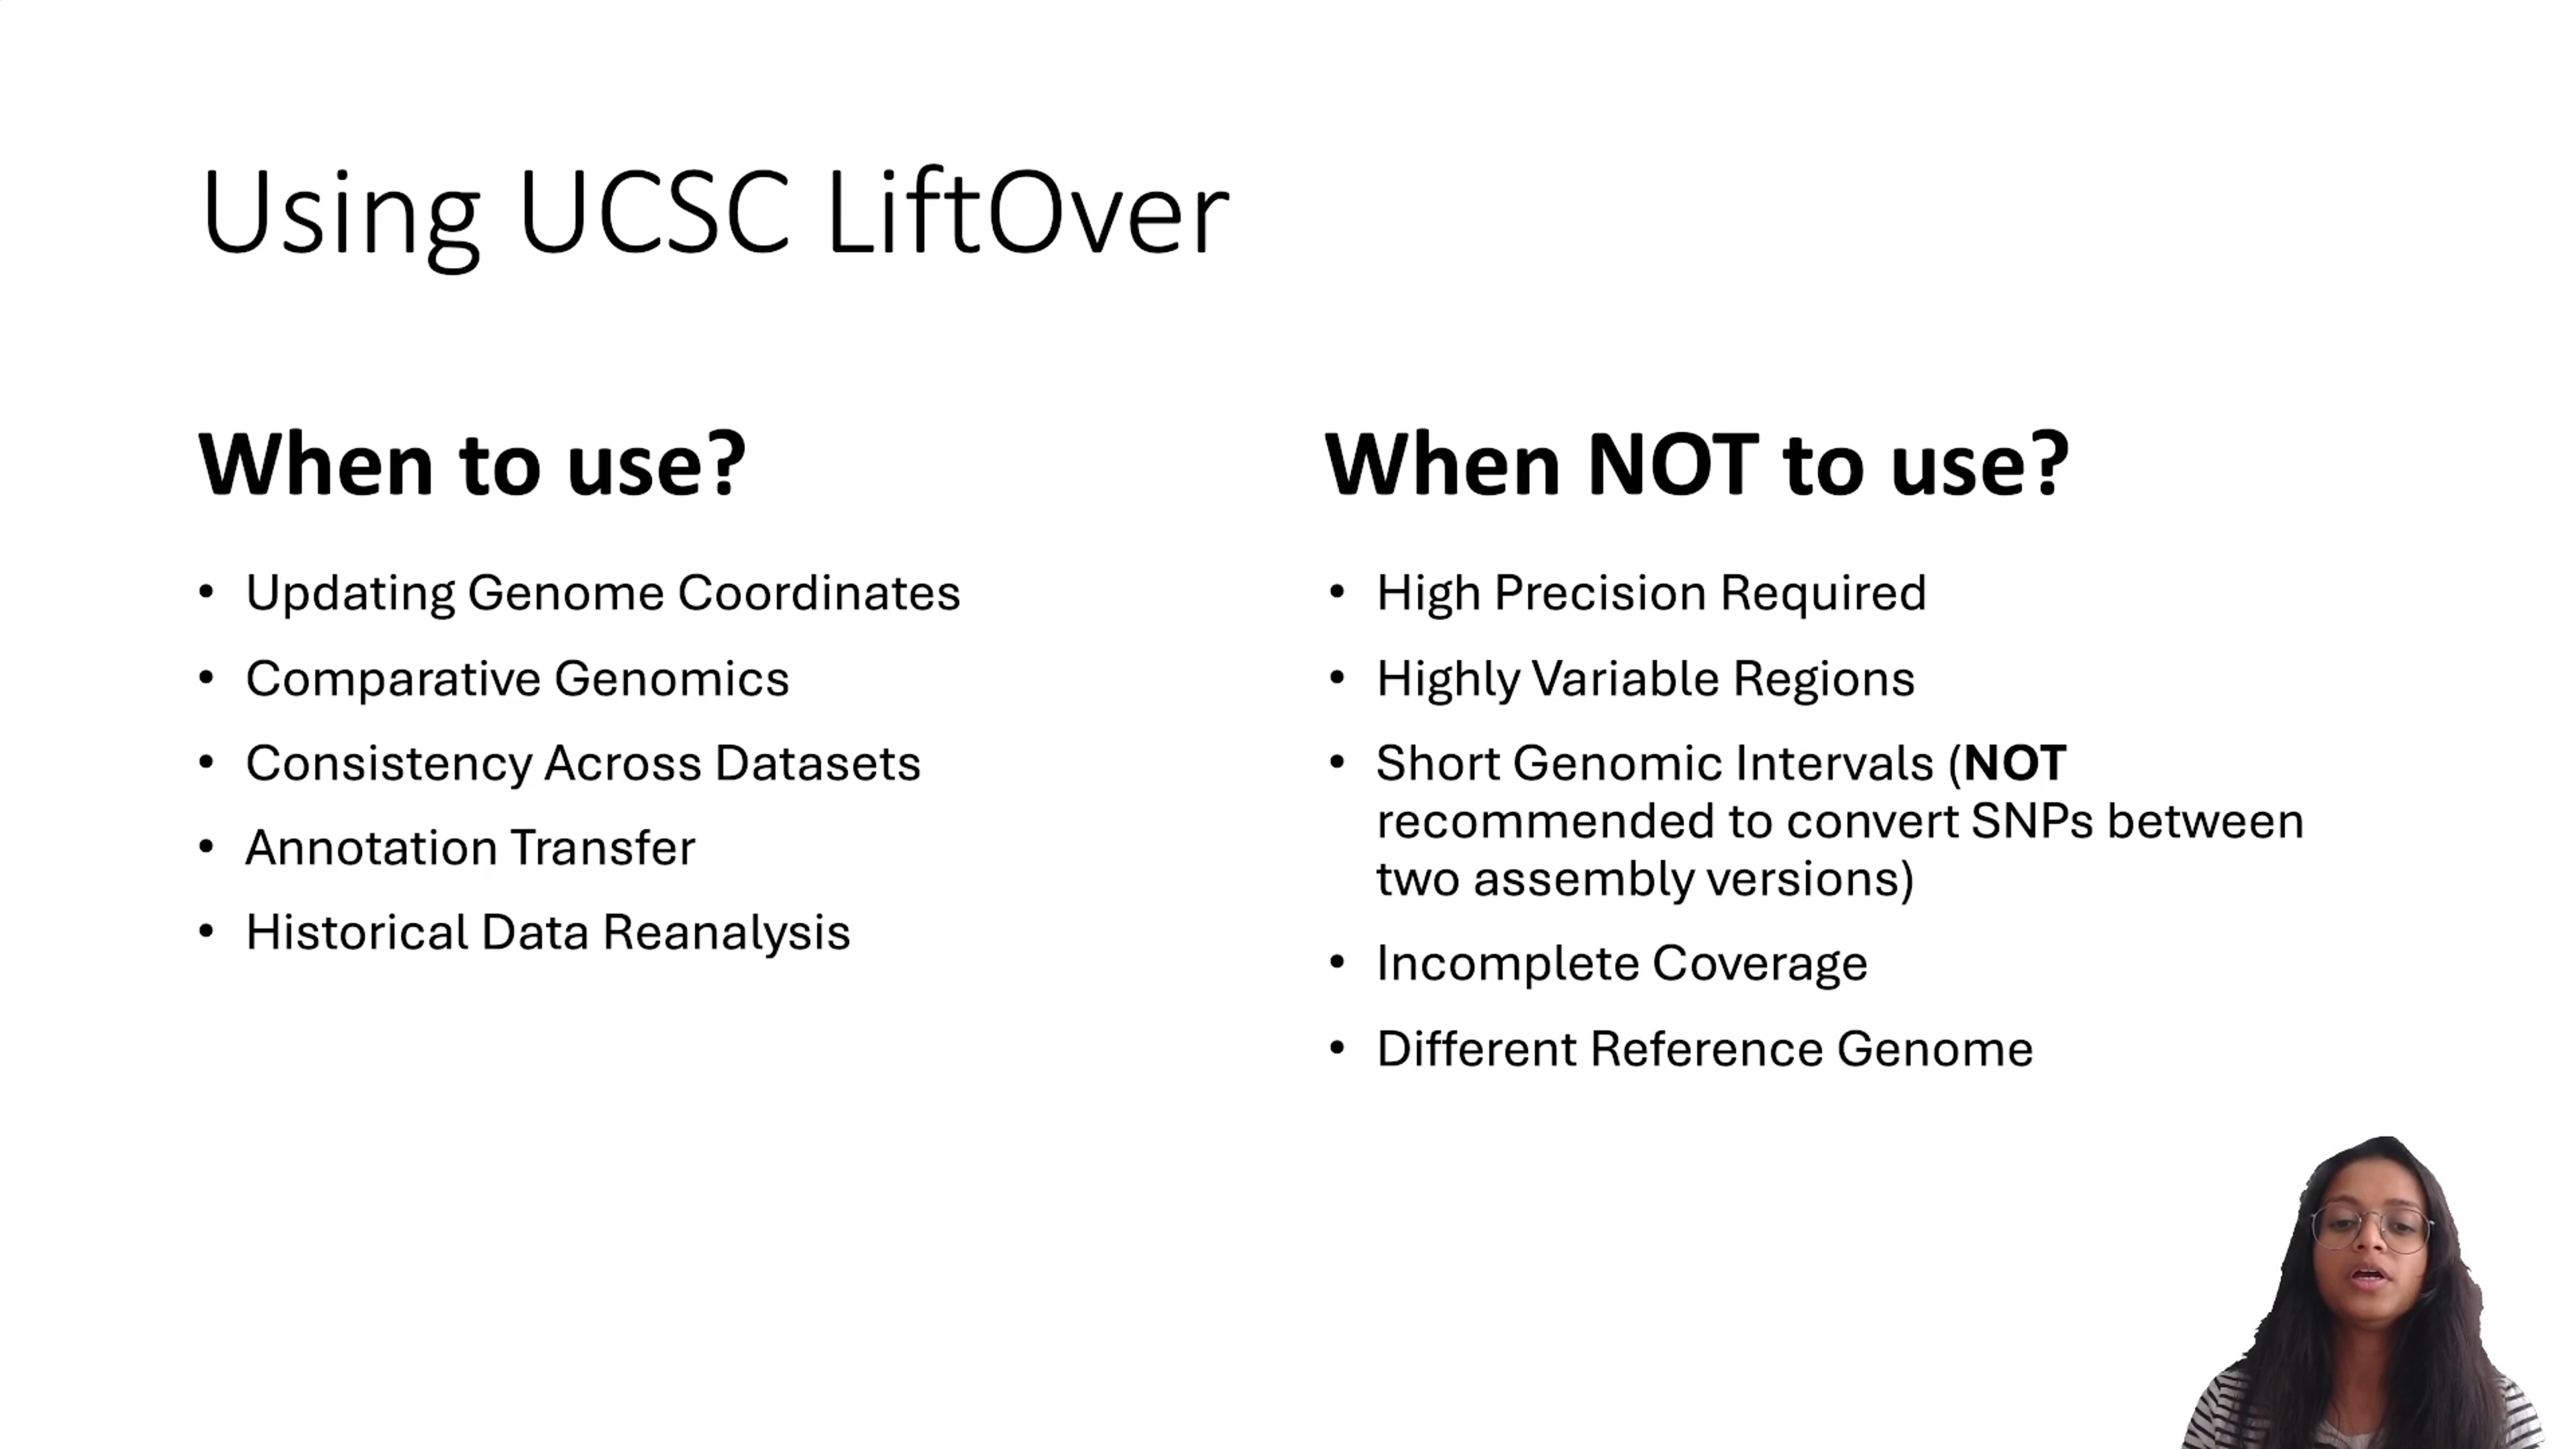 Using UCSC LiftOver
When to use?
• Updating Genome Coordinates
• Comparative Genomics
• Consistency Across Datasets
• Annotation Transfer
• Historical Data Reanalysis
When NOT to use?
• High Precision Required
• Highly Variable Regions
• Short Genomic Intervals (NOT
recommended to convert SNPs between
two assembly versions)
• Incomplete Coverage
• Different Reference Genome